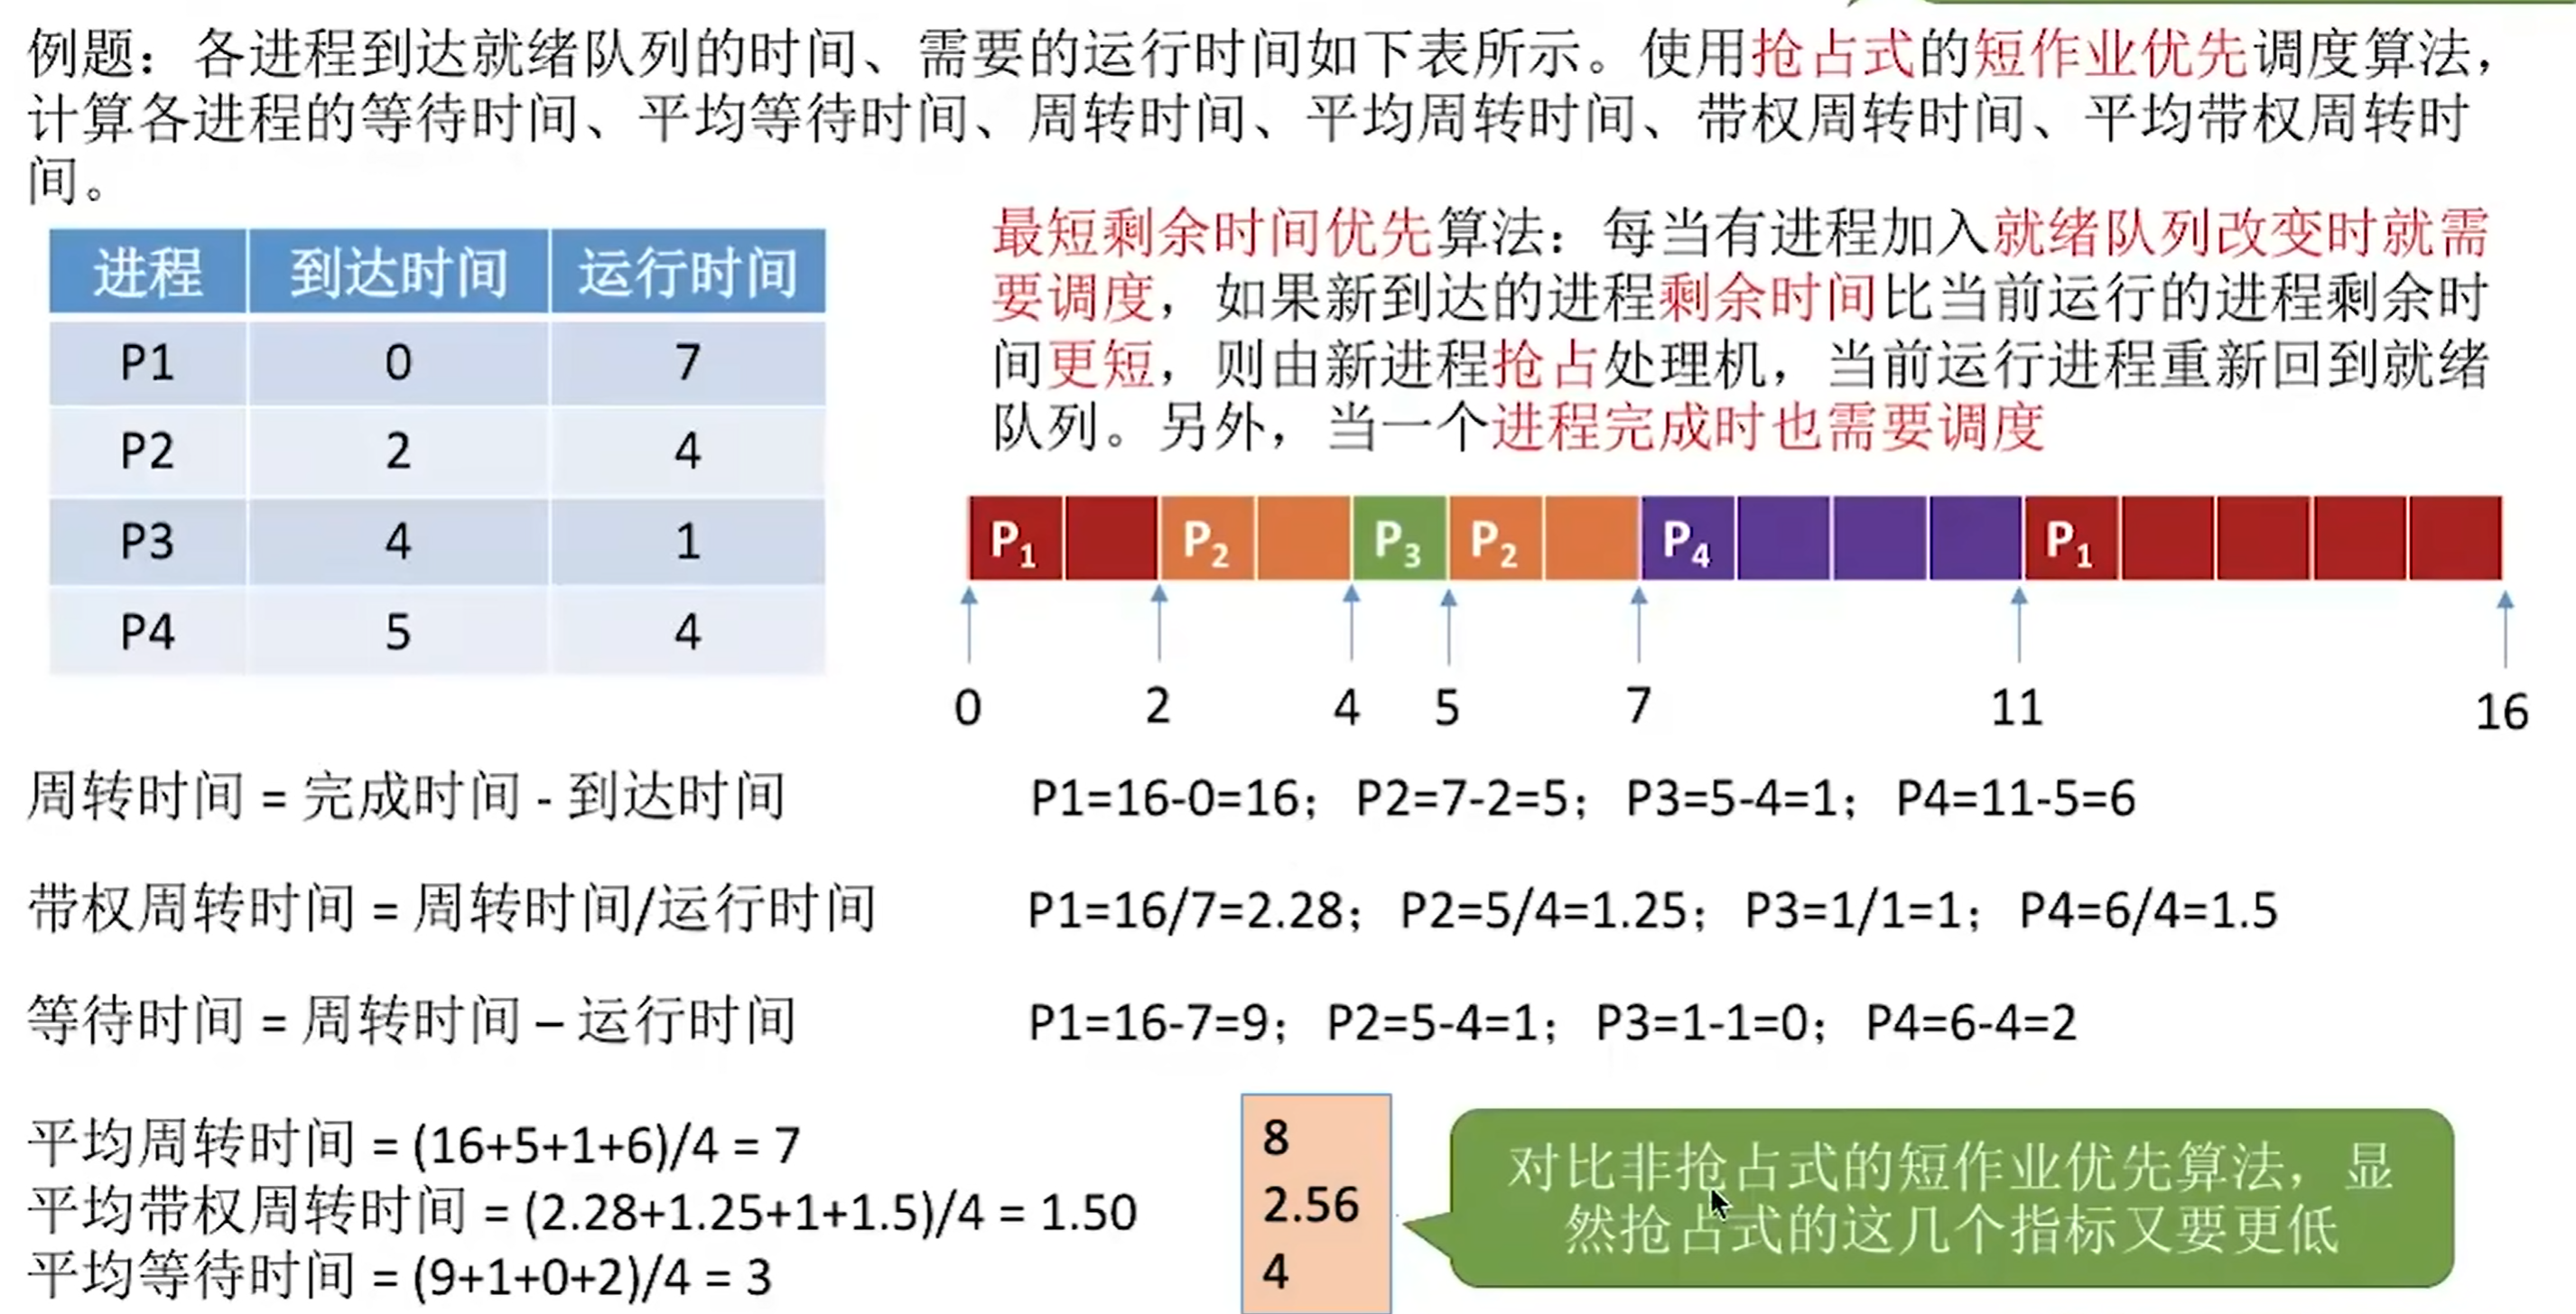 例题：各进程到达就绪队列的时间、需要的运行时间如下表所示。使用抢占式的短作业优先调度算法，
计算各进程的等待时间、平均等待时间、周转时间、平均周转时间、带权周转时间、平均带权周转时
间。
进程 到达时间 运行时间
P1 0 7
P2 2 4
P3 4 1
P4 5 4
最短剩余时间优先算法：每当有进程加入就绪队列改变时就需
要调度，如果新到达的进程剩余时间比当前运行的进程剩余时
间更短，则由新进程抢占处理机，当前运行进程重新回到就绪
队列。另外，当一个进程完成时也需要调度
P1 P2 P3 P2 P4 P1
0 2 4 5 7 11 16
周转时间 = 完成时间 - 到达时间 P1=16-0=16；P2=7-2=5；P3=5-4=1；P4=11-5=6
带权周转时间 = 周转时间/运行时间 P1=16/7=2.28；P2=5/4=1.25；P3=1/1=1；P4=6/4=1.5
等待时间 = 周转时间 – 运行时间 P1=16-7=9；P2=5-4=1；P3=1-1=0；P4=6-4=2
平均周转时间 = (16+5+1+6)/4 = 7
平均带权周转时间 = (2.28+1.25+1+1.5)/4 = 1.50
平均等待时间 = (9+1+0+2)/4 = 3
8
2.56
4
对比非抢占式的短作业优先算法，显
然抢占式的这几个指标又要更低